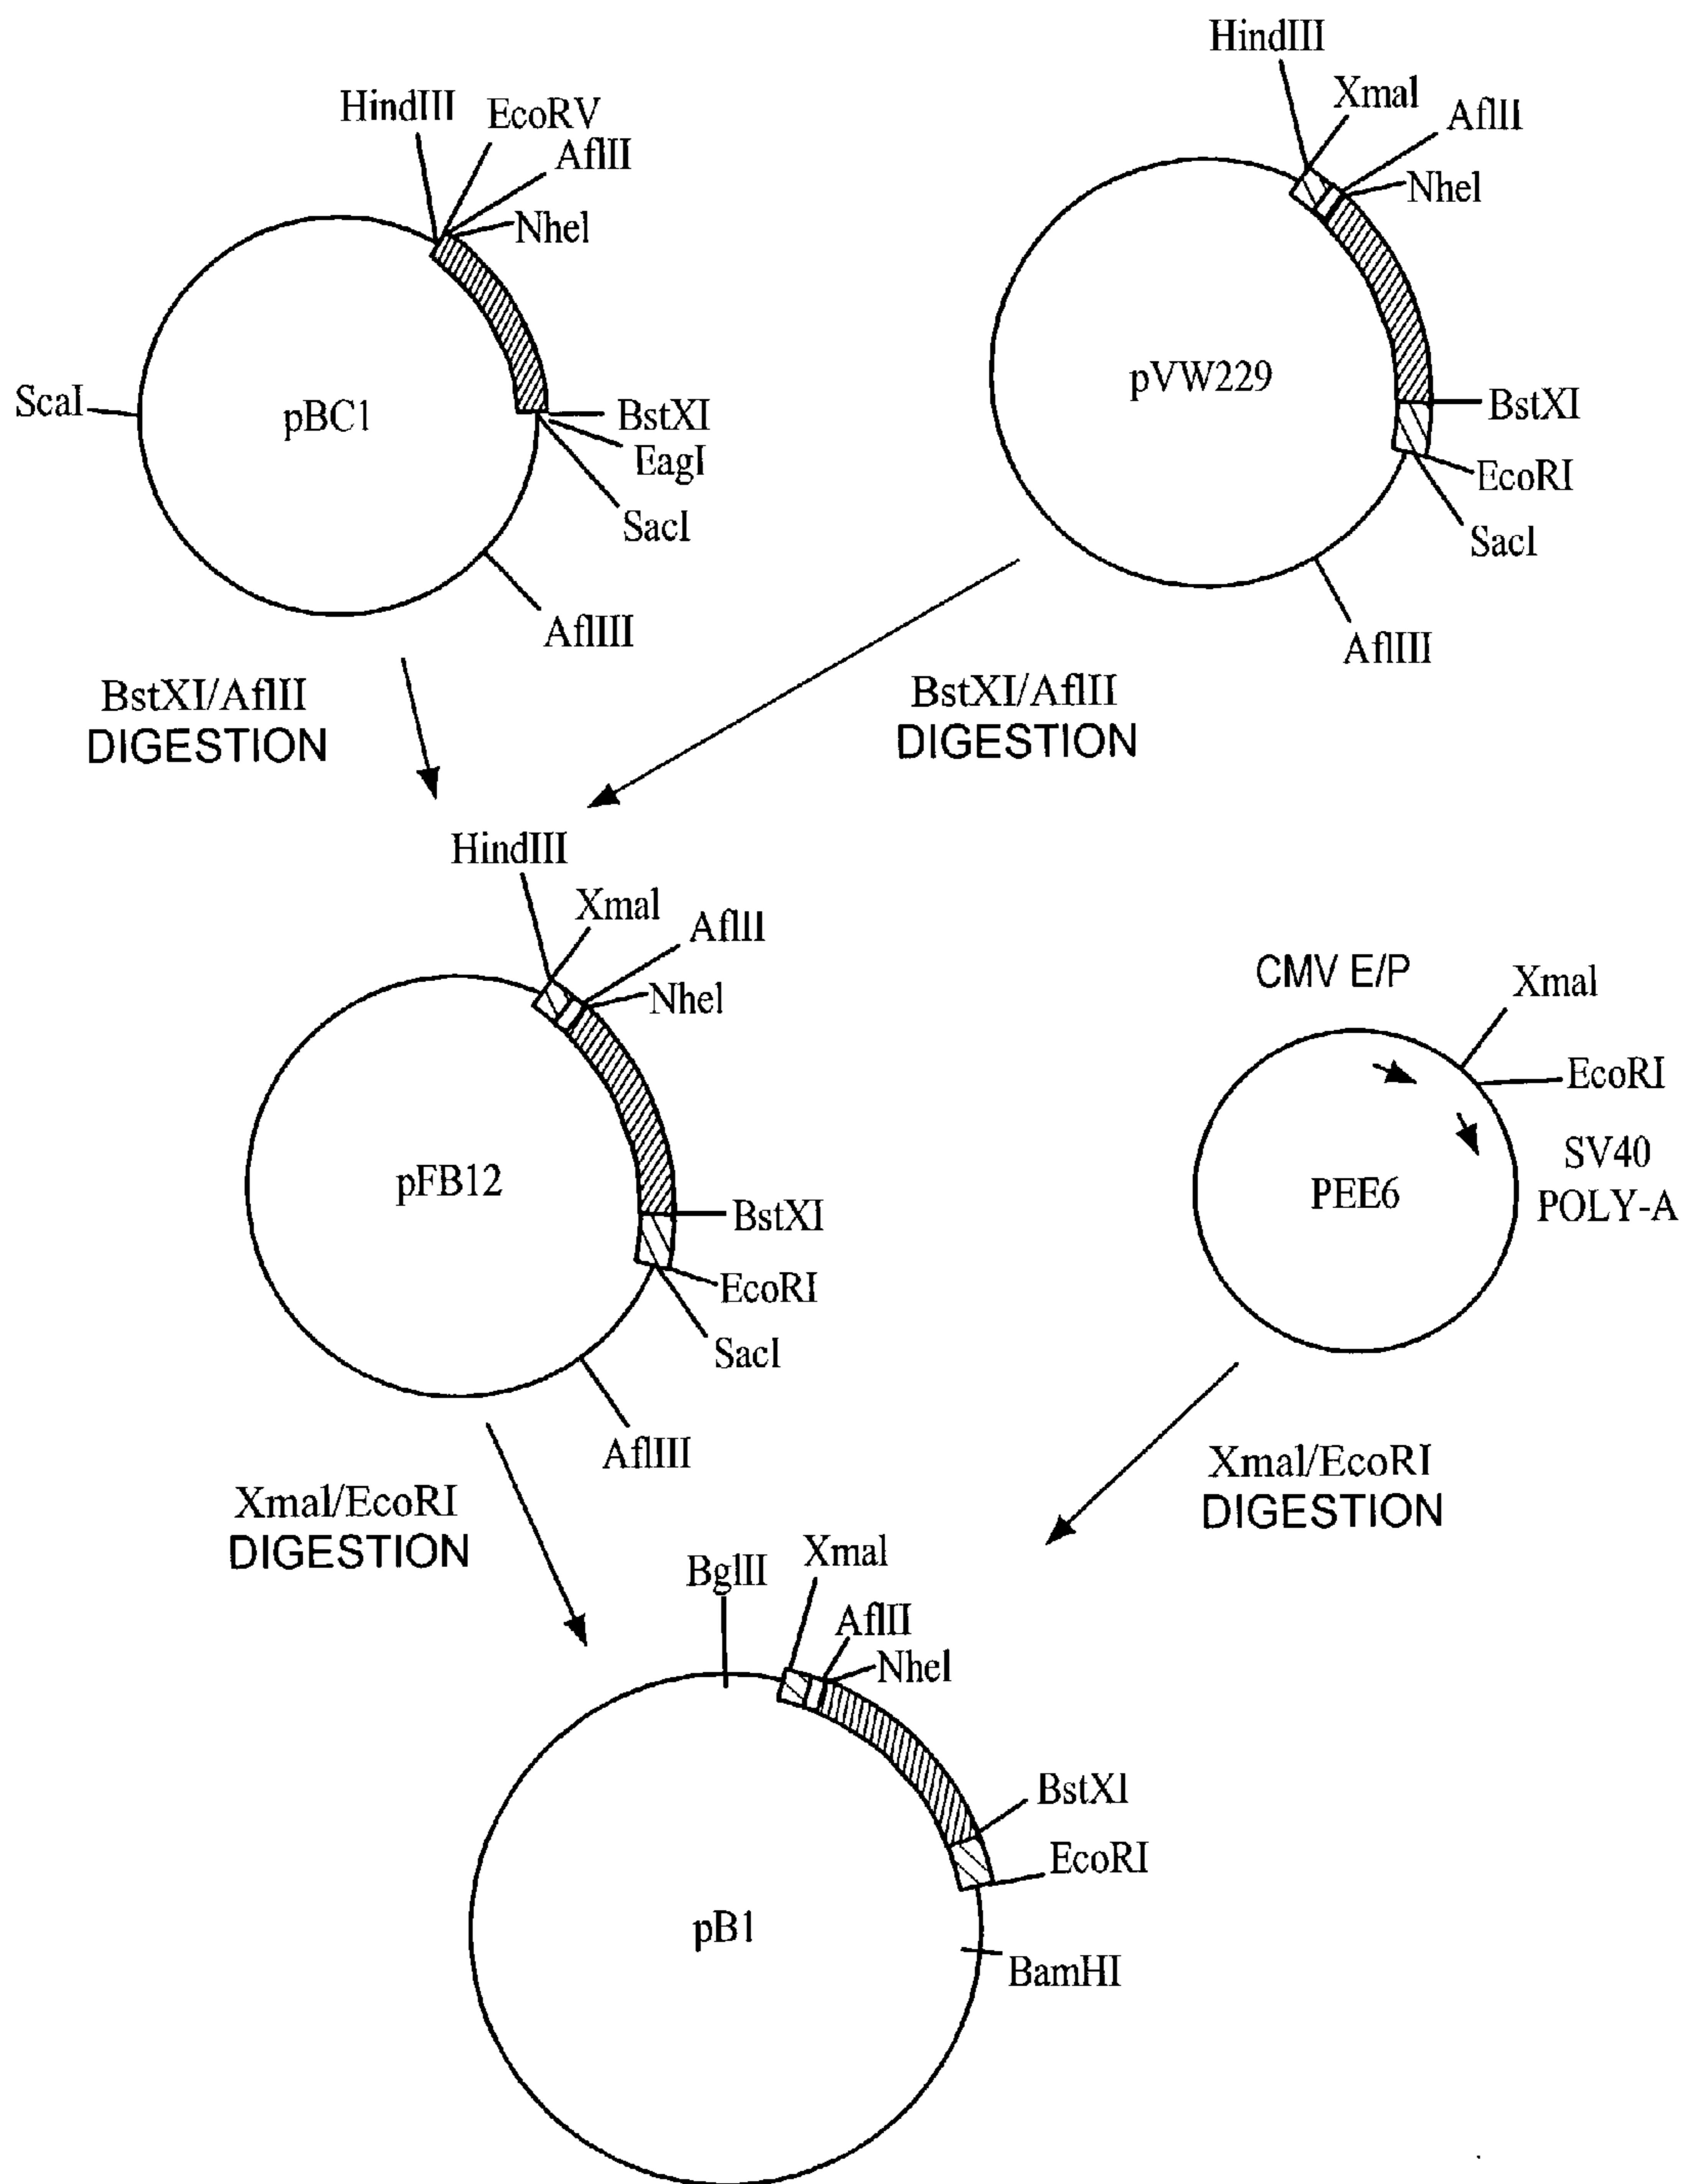 HindIII
XmaI
AflII
NheI
HindIII
EcoRV
AflII
NheI
pVW229
pBC1
ScaI
BstXI
EagI
SacI
BstXI
EcoRI
SacI
AflIII
AflIII
BstXI/AflII
DIGESTION
BstXI/AflII
DIGESTION
HindIII
XmaI
AflII
NheI
CMV E/P
XmaI
EcoRI
SV40
POLY-A
pFB12
PEE6
BstXI
EcoRI
SacI
AflIII
XmaI/EcoRI
DIGESTION
XmaI/EcoRI
DIGESTION
BglII
XmaI
AflII
NheI
BstXI
EcoRI
pB1
BamHI